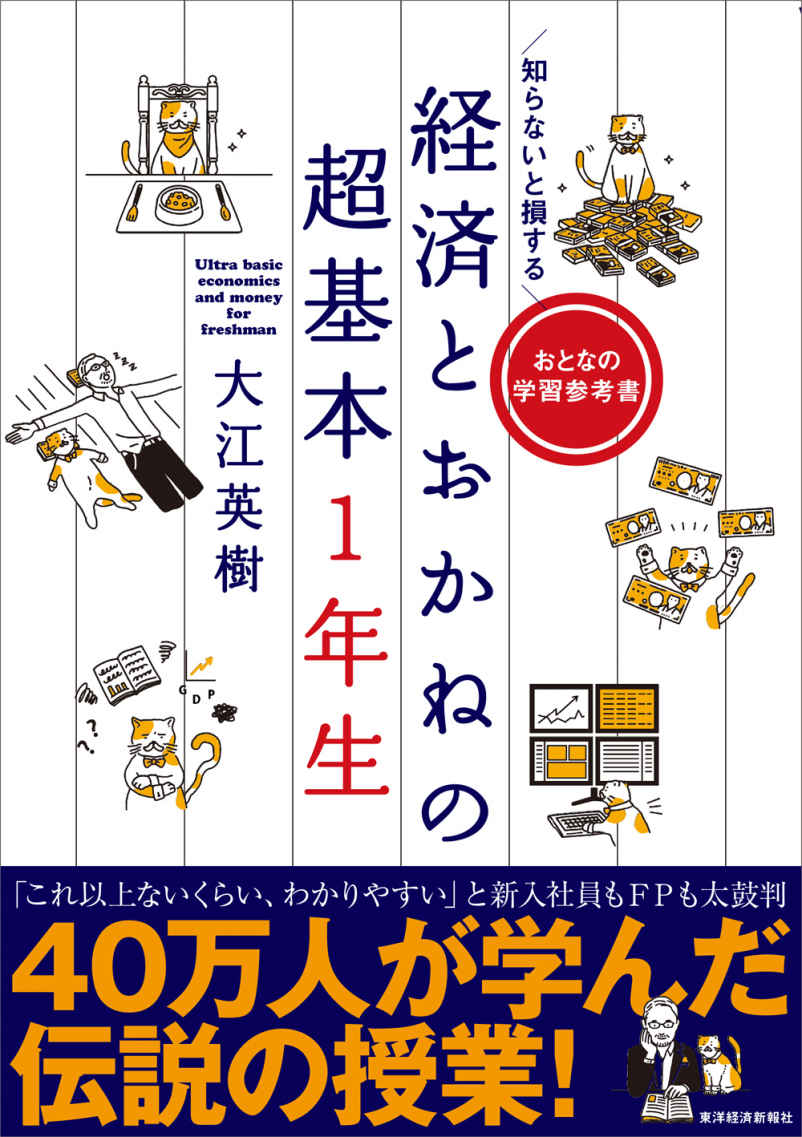 ＼知らないと損する＼
おとなの
学習参考書
経済とおかねの
超基本1年生
Ultra basic
economics
and money
for
freshman
大江英樹
zzz
GDP
? ?
「これ以上ないくらい、わかりやすい」と新入社員もＦＰも太鼓判
40万人が学んだ
伝説の授業!
東洋経済新報社